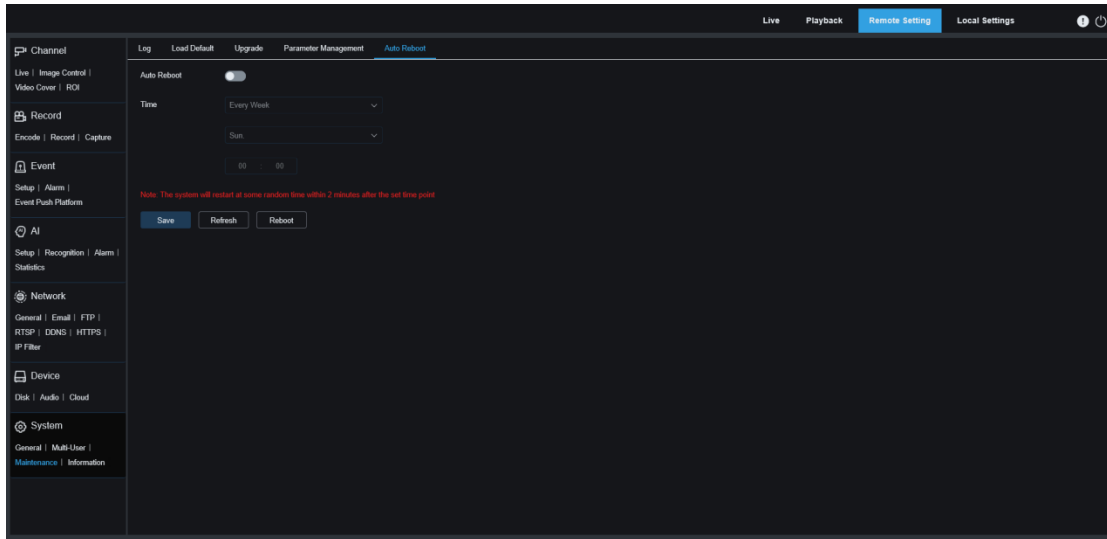 Live Playback Remote Setting Local Settings
Channel
Live | Image Control |
Video Cover | ROI
Record
Encode | Record | Capture
Event
Setup | Alarm |
Event Push Platform
AI
Setup | Recognition | Alarm |
Statistics
Network
General | Email | FTP |
RTSP | DDNS | HTTPS |
IP Filter
Device
Disk | Audio | Cloud
System
General | Multi-User |
Maintenance | Information
Log Load Default Upgrade Parameter Management Auto Reboot
Auto Reboot
Time Every Week
Sun.
00 : 00
Note: The system will restart at some random time within 2 minutes after the set time point
Save Refresh Reboot